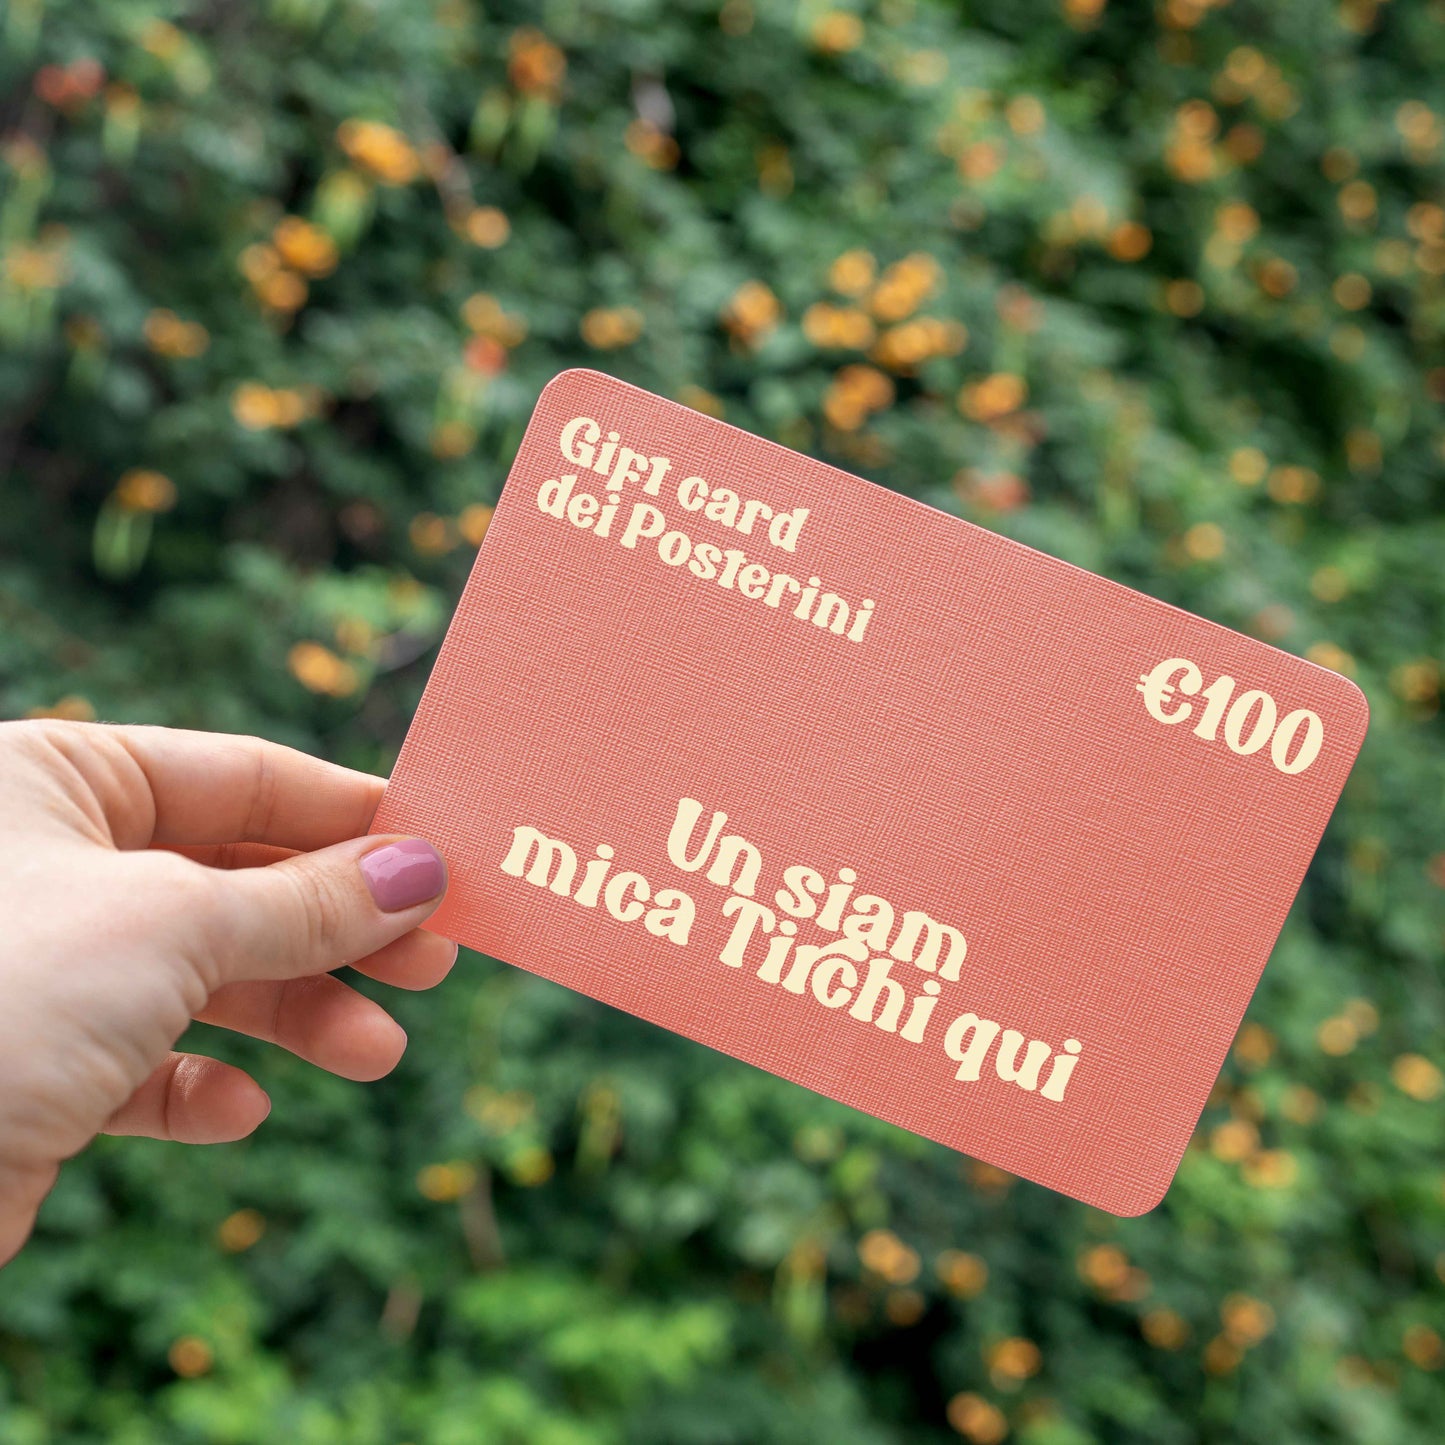 Gift card
dei Posterini
€100
Un siam
mica Tirchi qui